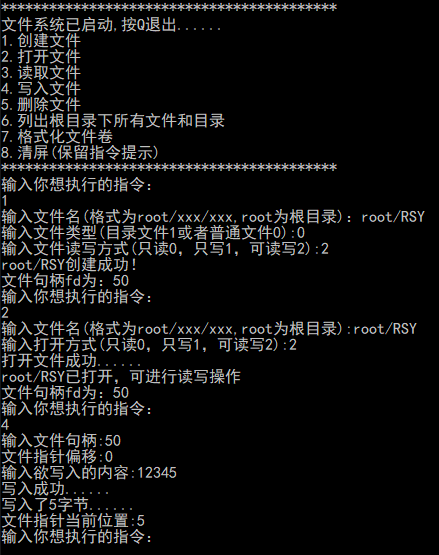 ******************************************
文件系统已启动,按Q退出......
1.创建文件
2.打开文件
3.读取文件
4.写入文件
5.删除文件
6.列出根目录下所有文件和目录
7.格式化文件卷
8.清屏(保留指令提示)
******************************************
输入你想执行的指令：
1
输入文件名(格式为root/xxx/xxx,root为根目录)：root/RSY
输入文件类型(目录文件1或者普通文件0):0
输入文件读写方式(只读0，只写1，可读写2):2
root/RSY创建成功！
文件句柄fd为：50
输入你想执行的指令：
2
输入文件名(格式为root/xxx/xxx,root为根目录):root/RSY
输入打开方式(只读0，只写1，可读写2):2
打开文件成功......
root/RSY已打开，可进行读写操作
文件句柄fd为：50
输入你想执行的指令：
4
输入文件句柄:50
文件指针偏移:0
输入欲写入的内容:12345
写入成功......
写入了5字节......
文件指针当前位置:5
输入你想执行的指令：